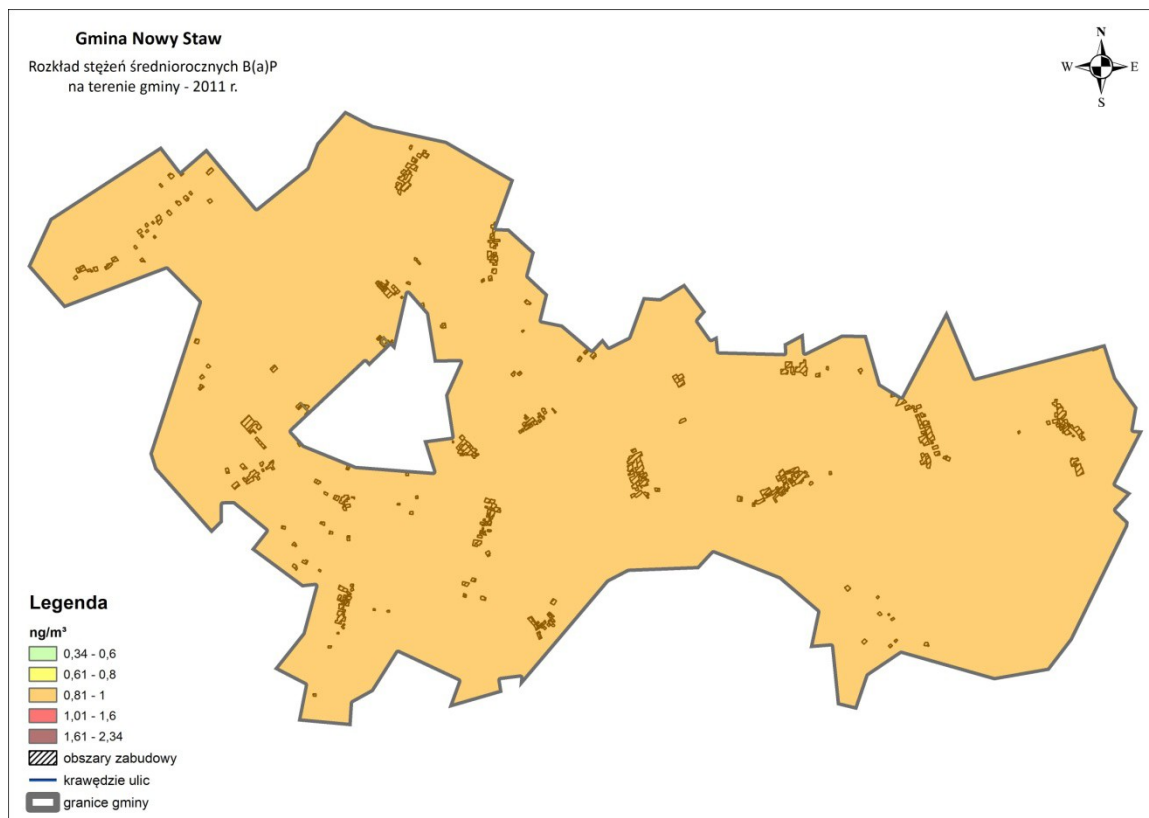 Gmina Nowy Staw
Rozkład stężeń średniorocznych B(a)P
na terenie gminy - 2011 r.
N
W E
S
Legenda
ng/m³
0,34 - 0,6
0,61 - 0,8
0,81 - 1
1,01 - 1,6
1,61 - 2,34
obszary zabudowy
krawędzie ulic
granice gminy